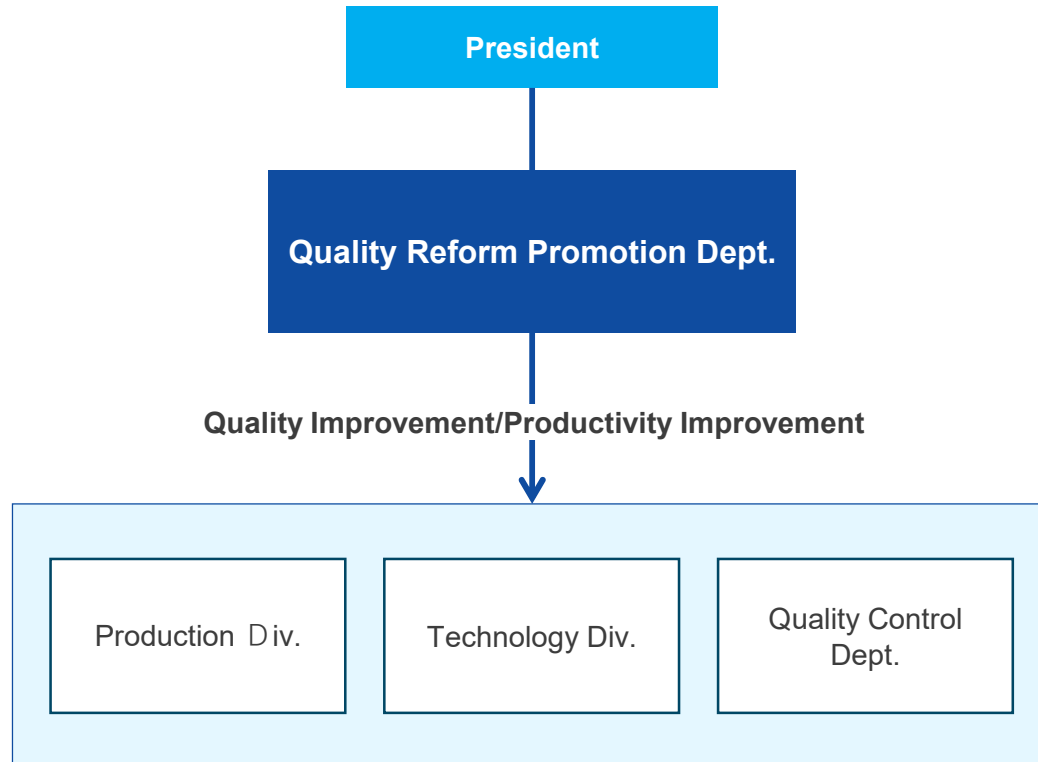 President
Quality Reform Promotion Dept.
Quality Improvement/Productivity Improvement
Production Div.
Technology Div.
Quality Control
Dept.